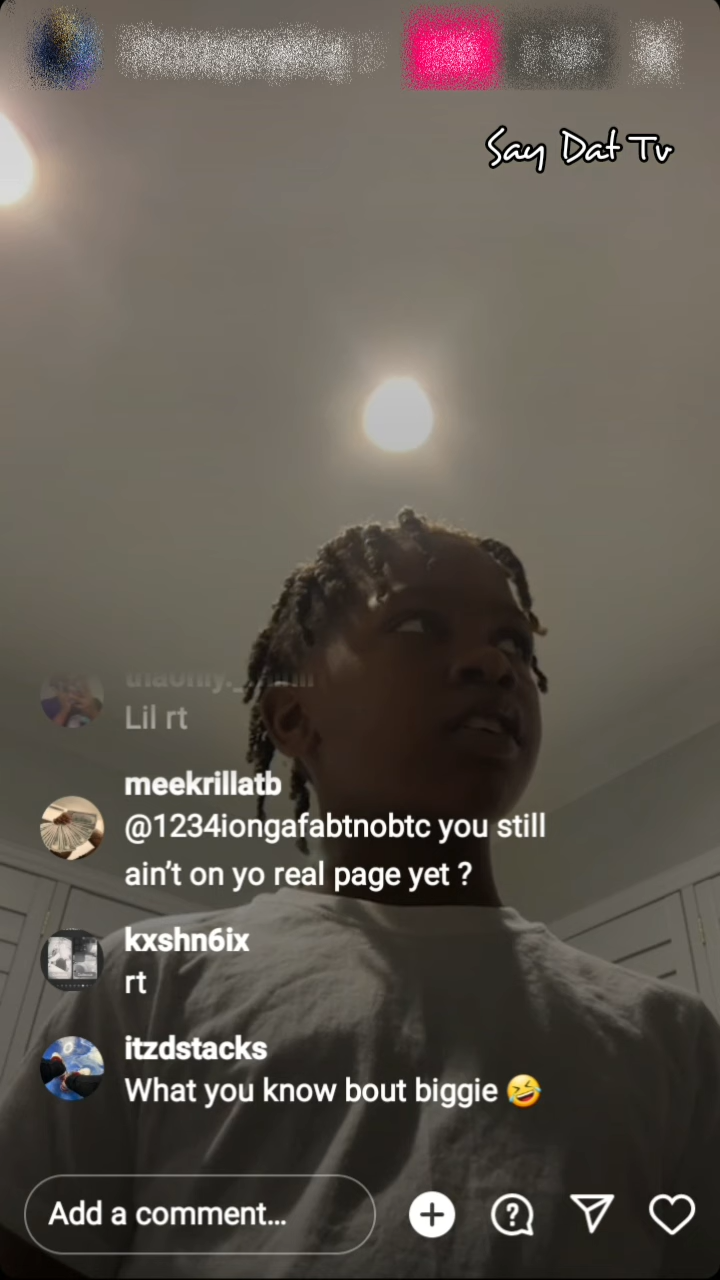 Say Dat Tv
Lil rt
meekrillatb
@1234iongafabtnobtc you still
ain’t on yo real page yet ?
kxshn6ix
rt
itzdstacks
What you know bout biggie 🤣
Add a comment...